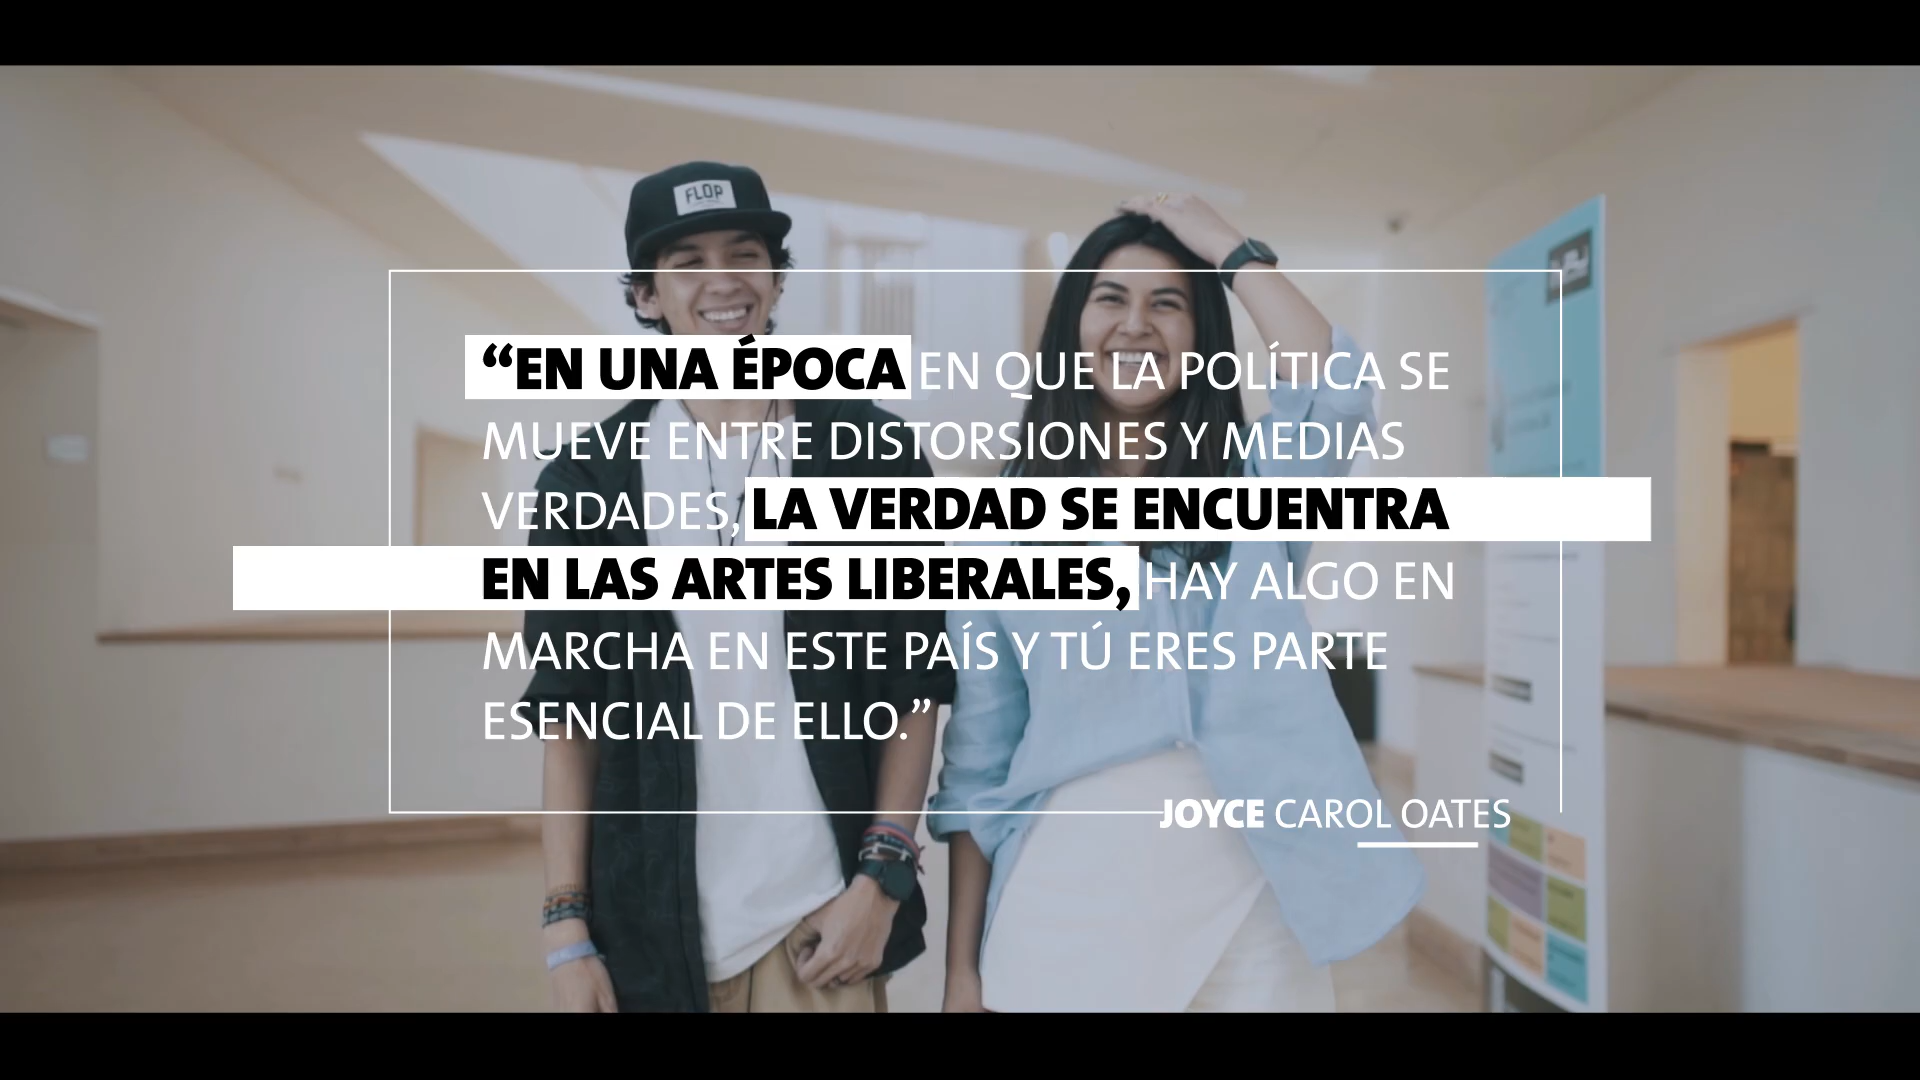 FLOP
“EN UNA ÉPOCA EN QUE LA POLÍTICA SE
MUEVE ENTRE DISTORSIONES Y MEDIAS
VERDADES, LA VERDAD SE ENCUENTRA
EN LAS ARTES LIBERALES, HAY ALGO EN
MARCHA EN ESTE PAÍS Y TÚ ERES PARTE
ESENCIAL DE ELLO.”
JOYCE CAROL OATES